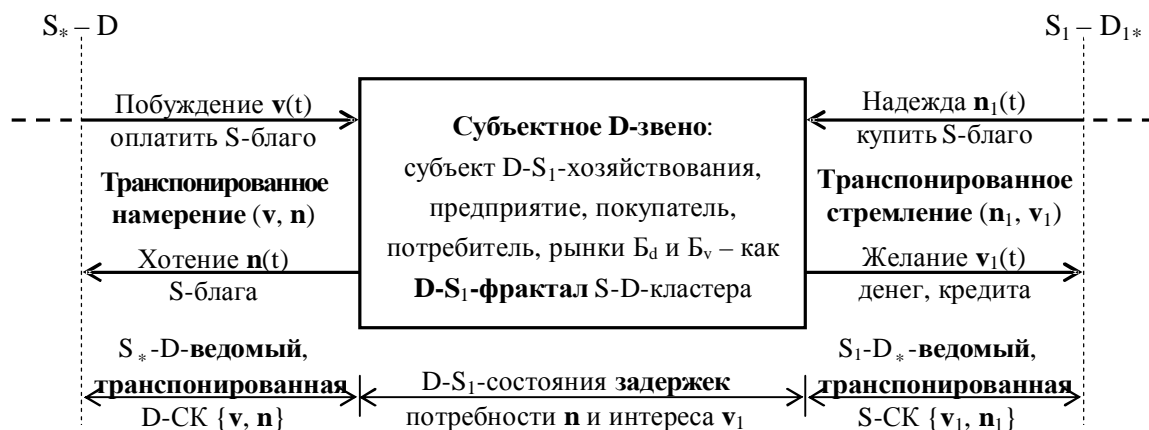 S* – D
S₁ – D₁*
Побуждение v(t)
оплатить S-благо
Транспонированное
намерение (v, n)
Хотение n(t)
S-блага
S*-D-ведомый,
транспонированная
D-СК {v, n}
Субъектное D-звено:
субъект D-S₁-хозяйствования,
предприятие, покупатель,
потребитель, рынки Бd и Бv – как
D-S₁-фрактал S-D-кластера
D-S₁-состояния задержек
потребности n и интереса v₁
Надежда n₁(t)
купить S-благо
Транспонированное
стремление (n₁, v₁)
Желание v₁(t)
денег, кредита
S₁-D*-ведомый,
транспонированная
S-СК {v₁, n₁}